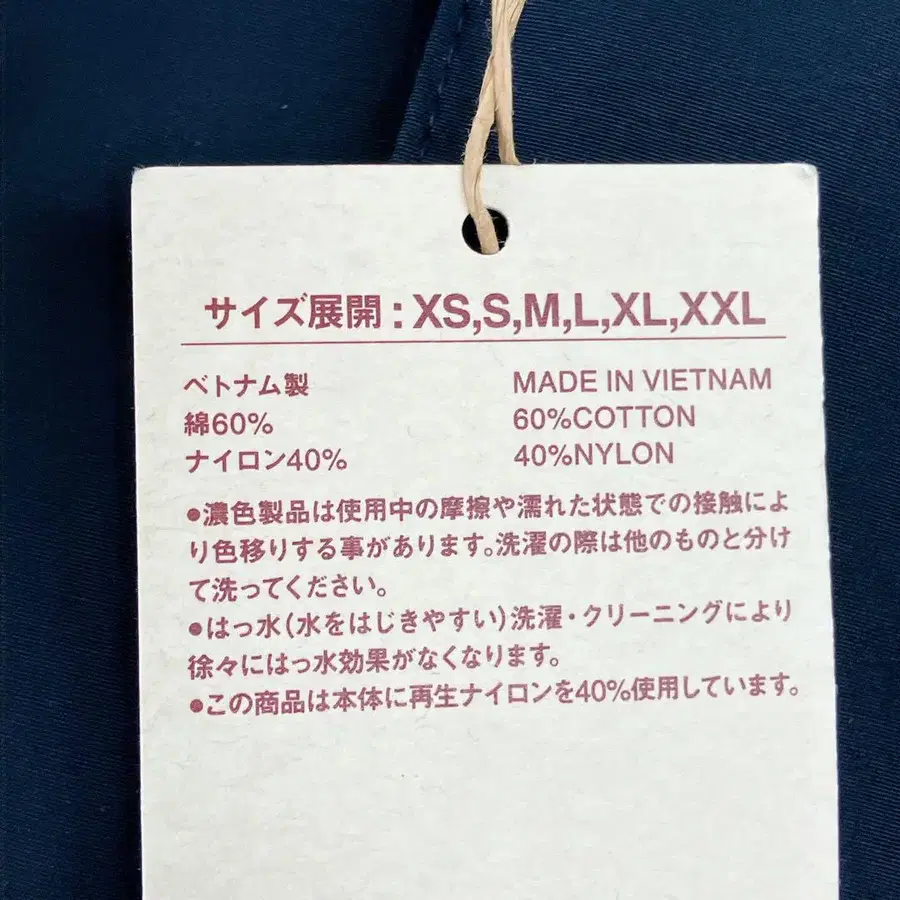 サイズ展開：XS,S,M,L,XL,XXL
ベトナム製 MADE IN VIETNAM
綿60% 60%COTTON
ナイロン40% 40%NYLON
●濃色製品は使用中の摩擦や濡れた状態での接触によ
り色移りする事があります。洗濯の際は他のものと分け
て洗ってください。
●はっ水(水をはじきやすい)洗濯・クリーニングにより
徐々にはっ水効果がなくなります。
●この商品は本体に再生ナイロンを40%使用しています。